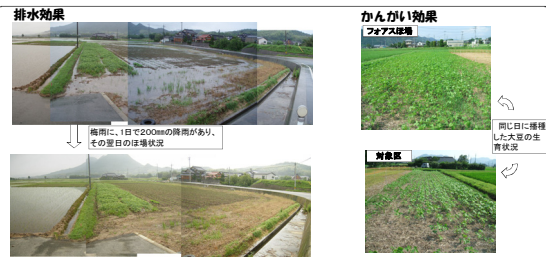 排水効果
梅雨に、1日で200mmの降雨があり、
その翌日のほ場状況
かんがい効果
フォアスほ場
同じ日に播種
した大豆の生
育状況
対象区